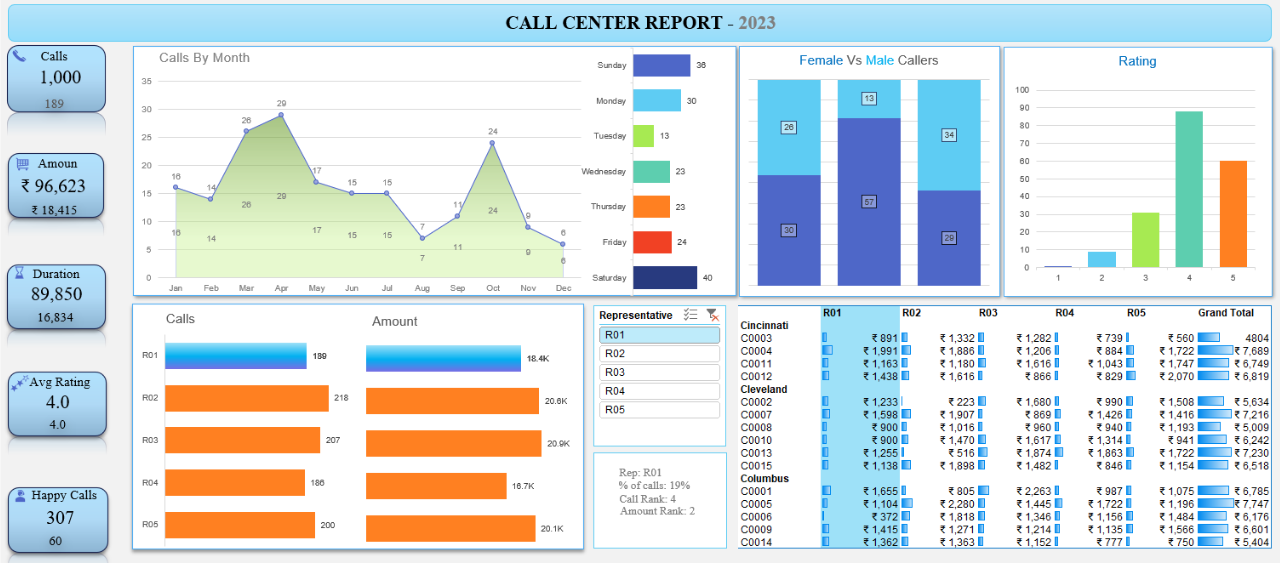 CALL CENTER REPORT - 2023
Calls
1,000
189
Amoun
₹ 96,623
₹ 18,415
Duration
89,850
16,834
Avg Rating
4.0
4.0
Happy Calls
307
60
Calls By Month
35
30
25
20
15
10
5
0
16 14 26 29 17 15 15 7 11 24 9 6
16 14 26 29 17 15 15 7 11 24 9 6
Jan Feb Mar Apr May Jun Jul Aug Sep Oct Nov Dec
Sunday 36
Monday 30
Tuesday 13
Wednesday 23
Thursday 23
Friday 24
Saturday 40
Female Vs Male Callers
26 13 34
30 57 29
Rating
100
90
80
70
60
50
40
30
20
10
0
1 2 3 4 5
Calls
R01 189
R02 218
R03 207
R04 186
R05 200
Amount
18.4K
20.6K
20.9K
16.7K
20.1K
Representative
R01
R02
R03
R04
R05
Rep: R01
% of calls: 19%
Call Rank: 4
Amount Rank: 2
R01 R02 R03 R04 R05 Grand Total
Cincinnati
C0003 ₹ 891 ₹ 1,332 ₹ 1,282 ₹ 739 ₹ 560 4804
C0004 ₹ 1,991 ₹ 1,886 ₹ 1,206 ₹ 884 ₹ 1,722 ₹ 7,689
C0011 ₹ 1,163 ₹ 1,180 ₹ 1,616 ₹ 1,043 ₹ 1,747 ₹ 6,749
C0012 ₹ 1,438 ₹ 1,616 ₹ 866 ₹ 829 ₹ 2,070 ₹ 6,819
Cleveland
C0002 ₹ 1,233 ₹ 223 ₹ 1,680 ₹ 990 ₹ 1,508 ₹ 5,634
C0007 ₹ 1,598 ₹ 1,907 ₹ 869 ₹ 1,426 ₹ 1,416 ₹ 7,216
C0008 ₹ 900 ₹ 1,016 ₹ 960 ₹ 940 ₹ 1,193 ₹ 5,009
C0010 ₹ 900 ₹ 1,470 ₹ 1,617 ₹ 1,314 ₹ 941 ₹ 6,242
C0013 ₹ 1,255 ₹ 516 ₹ 1,874 ₹ 1,863 ₹ 1,722 ₹ 7,230
C0015 ₹ 1,138 ₹ 1,898 ₹ 1,482 ₹ 846 ₹ 1,154 ₹ 6,518
Columbus
C0001 ₹ 1,655 ₹ 805 ₹ 2,263 ₹ 987 ₹ 1,075 ₹ 6,785
C0005 ₹ 1,104 ₹ 2,280 ₹ 1,445 ₹ 1,722 ₹ 1,196 ₹ 7,747
C0006 ₹ 372 ₹ 1,818 ₹ 1,346 ₹ 1,156 ₹ 1,484 ₹ 6,176
C0009 ₹ 1,415 ₹ 1,271 ₹ 1,214 ₹ 1,135 ₹ 1,566 ₹ 6,601
C0014 ₹ 1,362 ₹ 1,363 ₹ 1,152 ₹ 777 ₹ 750 ₹ 5,404